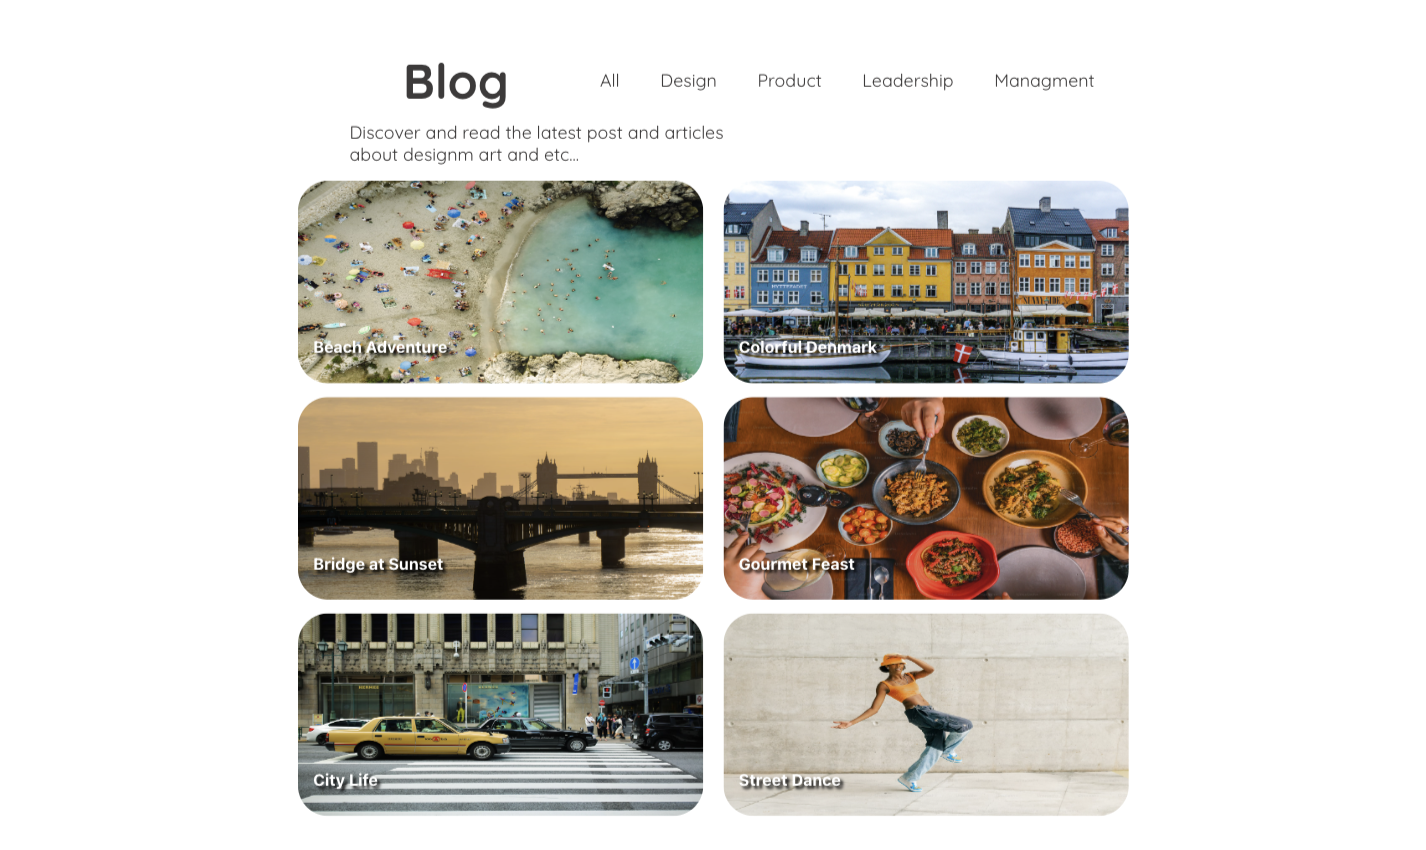 Blog
All Design Product Leadership Managment
Discover and read the latest post and articles
about designm art and etc...
Beach Adventure
Colorful Denmark
Bridge at Sunset
Gourmet Feast
City Life
Street Dance